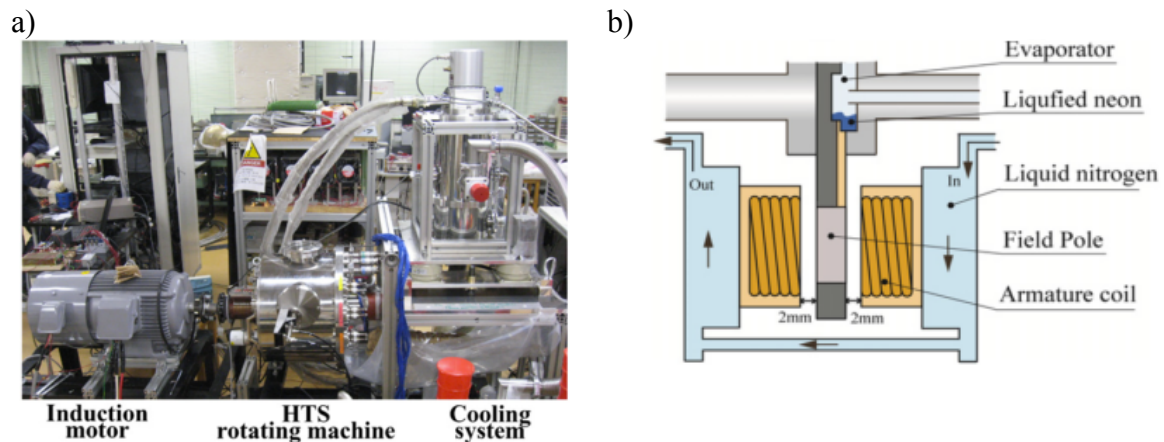 a)
b)
Evaporator
Liqufied neon
Out
In
Liquid nitrogen
Field Pole
Armature coil
2mm
2mm
Induction
motor
HTS
rotating machine
Cooling
system